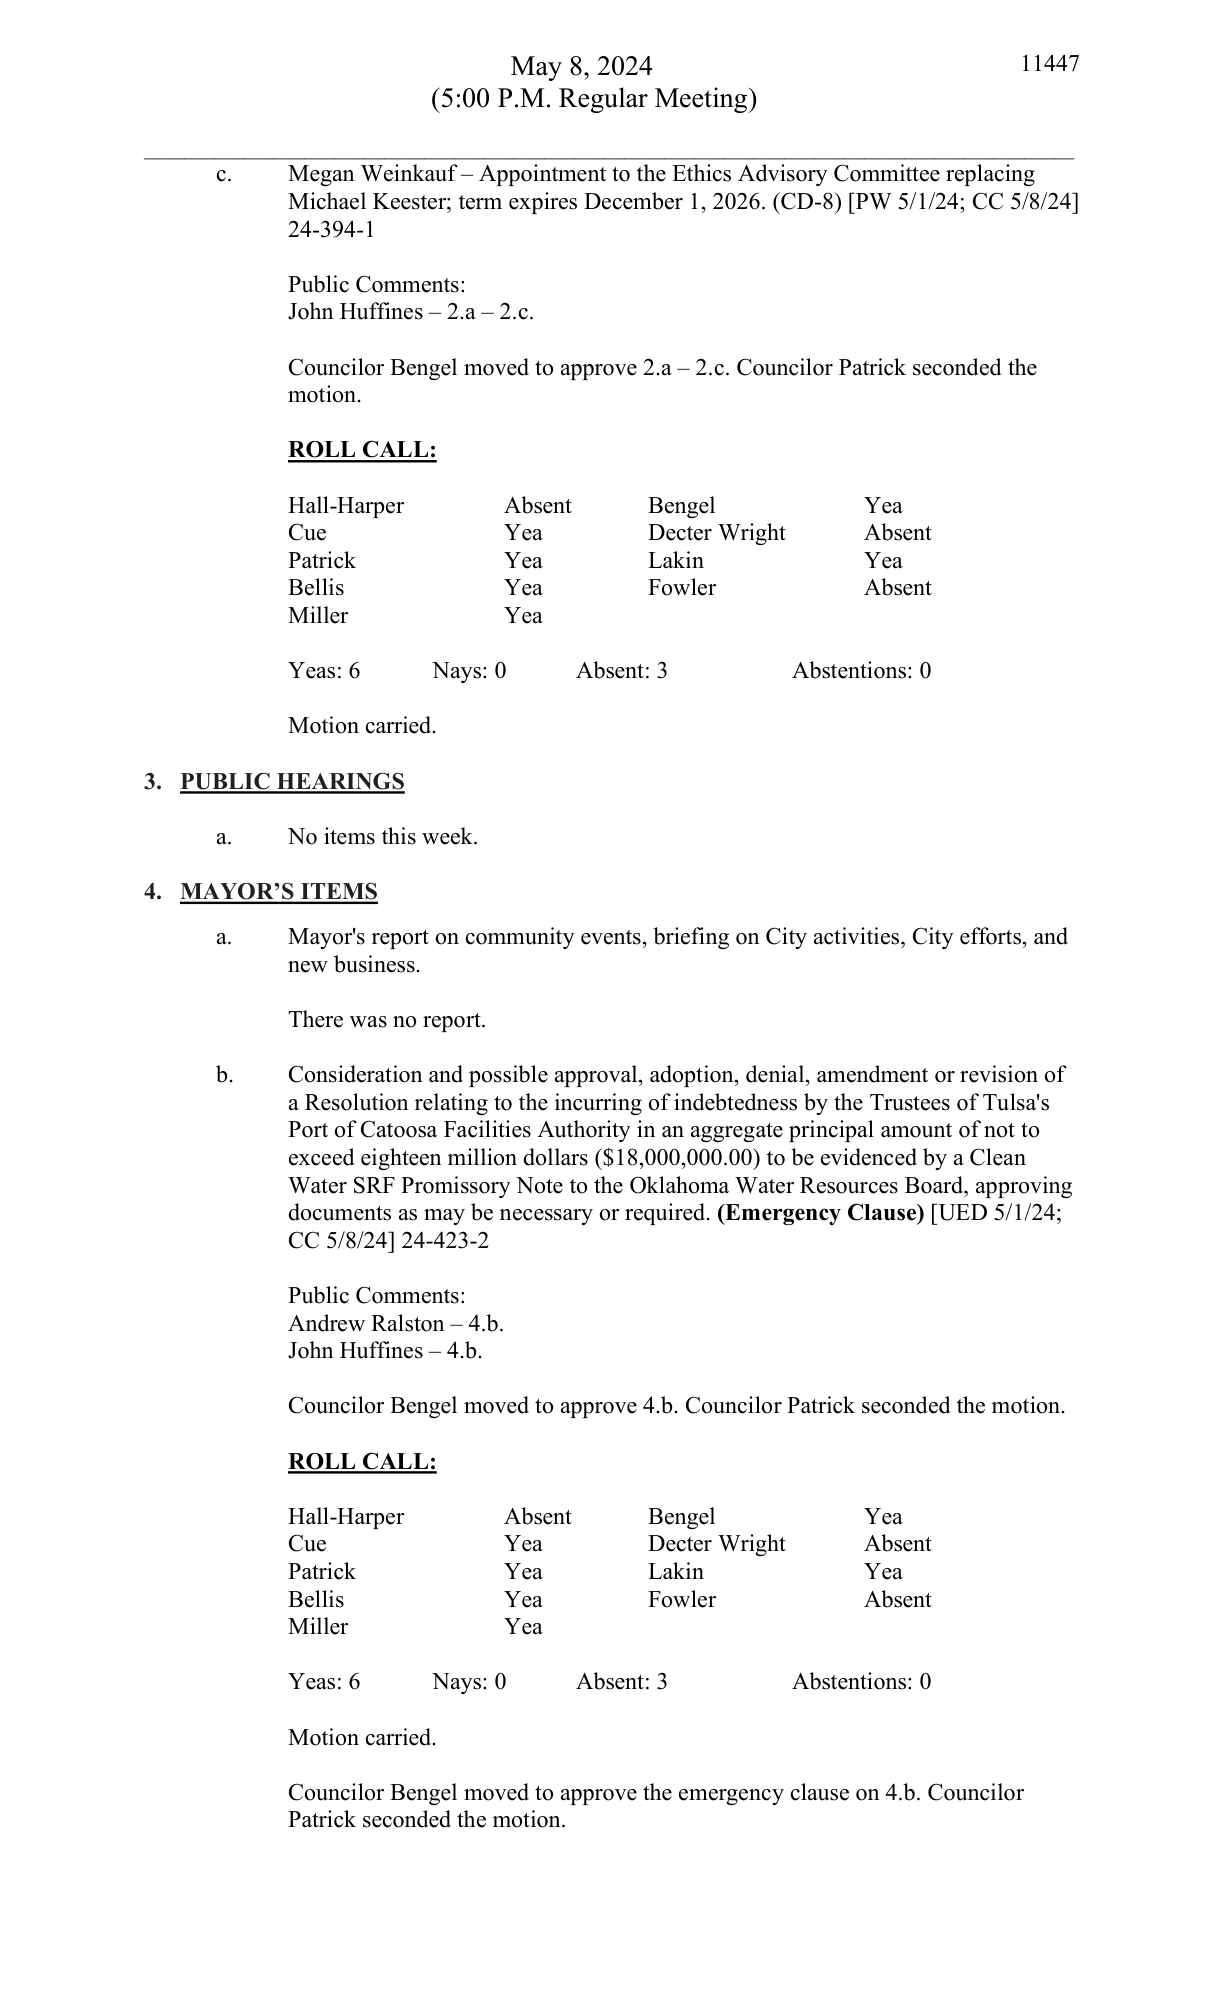 May 8, 2024 11447
(5:00 P.M. Regular Meeting)
c. Megan Weinkauf – Appointment to the Ethics Advisory Committee replacing
Michael Keester; term expires December 1, 2026. (CD-8) [PW 5/1/24; CC 5/8/24]
24-394-1
Public Comments:
John Huffines – 2.a – 2.c.
Councilor Bengel moved to approve 2.a – 2.c. Councilor Patrick seconded the
motion.
ROLL CALL:
Hall-Harper Absent Bengel Yea
Cue Yea Decter Wright Absent
Patrick Yea Lakin Yea
Bellis Yea Fowler Absent
Miller Yea
Yeas: 6 Nays: 0 Absent: 3 Abstentions: 0
Motion carried.
3. PUBLIC HEARINGS
a. No items this week.
4. MAYOR’S ITEMS
a. Mayor's report on community events, briefing on City activities, City efforts, and
new business.
There was no report.
b. Consideration and possible approval, adoption, denial, amendment or revision of
a Resolution relating to the incurring of indebtedness by the Trustees of Tulsa's
Port of Catoosa Facilities Authority in an aggregate principal amount of not to
exceed eighteen million dollars ($18,000,000.00) to be evidenced by a Clean
Water SRF Promissory Note to the Oklahoma Water Resources Board, approving
documents as may be necessary or required. (Emergency Clause) [UED 5/1/24;
CC 5/8/24] 24-423-2
Public Comments:
Andrew Ralston – 4.b.
John Huffines – 4.b.
Councilor Bengel moved to approve 4.b. Councilor Patrick seconded the motion.
ROLL CALL:
Hall-Harper Absent Bengel Yea
Cue Yea Decter Wright Absent
Patrick Yea Lakin Yea
Bellis Yea Fowler Absent
Miller Yea
Yeas: 6 Nays: 0 Absent: 3 Abstentions: 0
Motion carried.
Councilor Bengel moved to approve the emergency clause on 4.b. Councilor
Patrick seconded the motion.